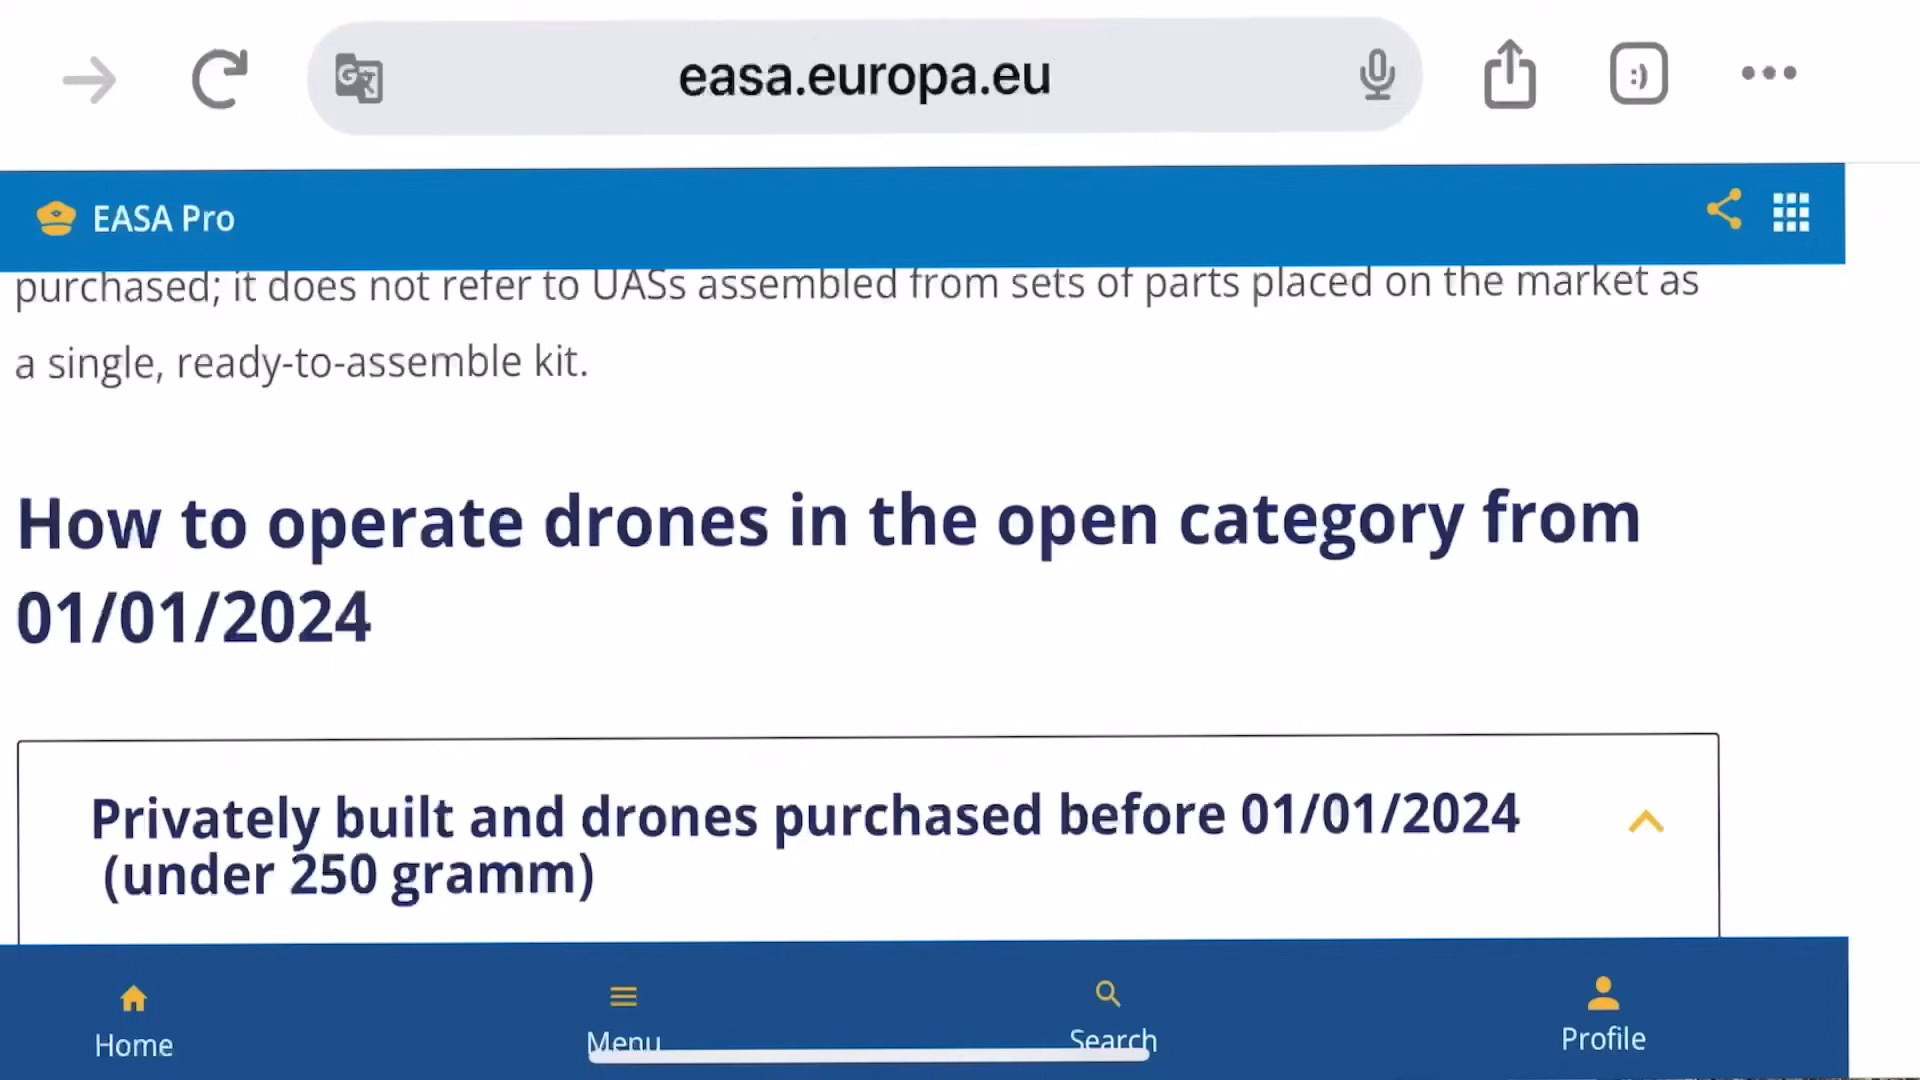 easa.europa.eu
EASA Pro
purchased; it does not refer to UASs assembled from sets of parts placed on the market as
a single, ready-to-assemble kit.
How to operate drones in the open category from
01/01/2024
Privately built and drones purchased before 01/01/2024
(under 250 gramm)
Home
Menu
Search
Profile